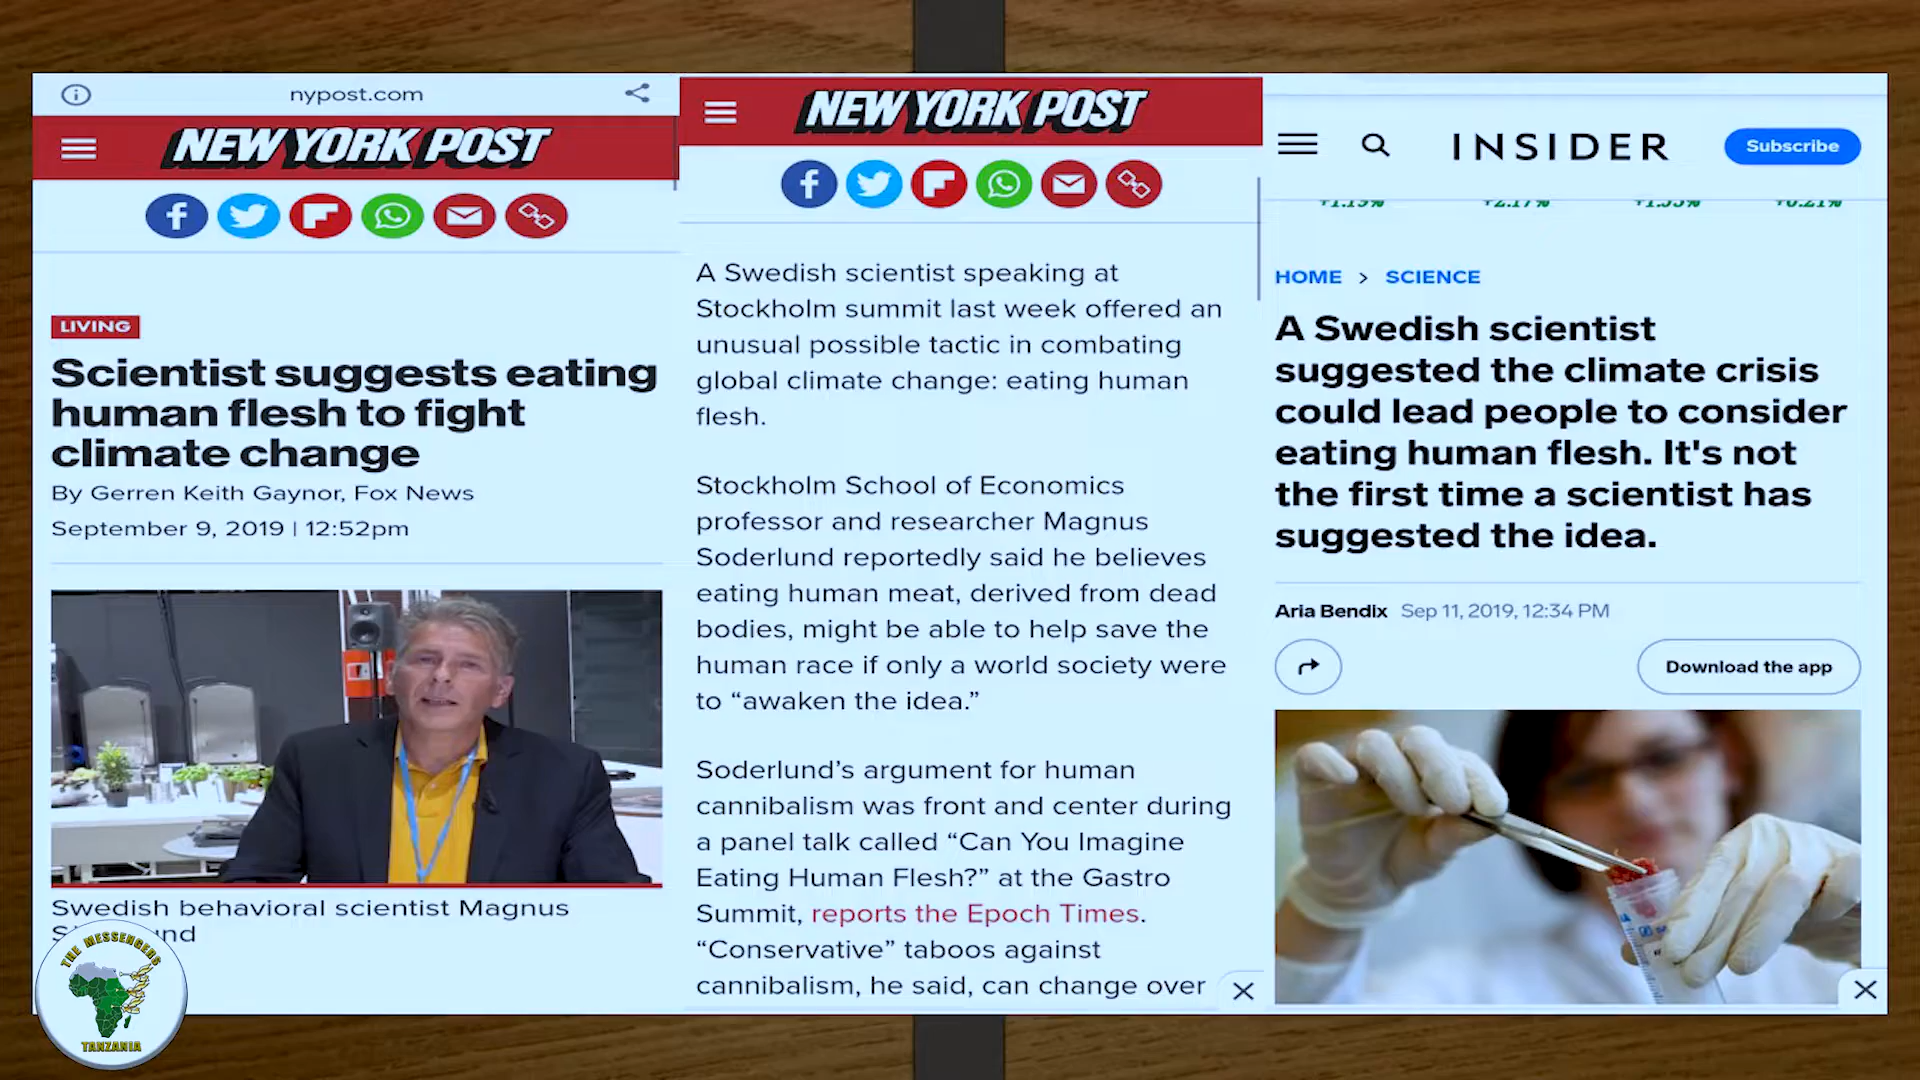 nypost.com
NEW YORK POST
LIVING
Scientist suggests eating
human flesh to fight
climate change
By Gerren Keith Gaynor, Fox News
September 9, 2019 | 12:52pm
Swedish behavioral scientist Magnus
NEW YORK POST
A Swedish scientist speaking at
Stockholm summit last week offered an
unusual possible tactic in combating
global climate change: eating human
flesh.
Stockholm School of Economics
professor and researcher Magnus
Soderlund reportedly said he believes
eating human meat, derived from dead
bodies, might be able to help save the
human race if only a world society were
to “awaken the idea.”
Soderlund’s argument for human
cannibalism was front and center during
a panel talk called “Can You Imagine
Eating Human Flesh?” at the Gastro
Summit, reports the Epoch Times.
“Conservative” taboos against
cannibalism, he said, can change over
INSIDER
Subscribe
HOME > SCIENCE
A Swedish scientist
suggested the climate crisis
could lead people to consider
eating human flesh. It's not
the first time a scientist has
suggested the idea.
Aria Bendix Sep 11, 2019, 12:34 PM
Download the app
THE MESSENGERS
TANZANIA